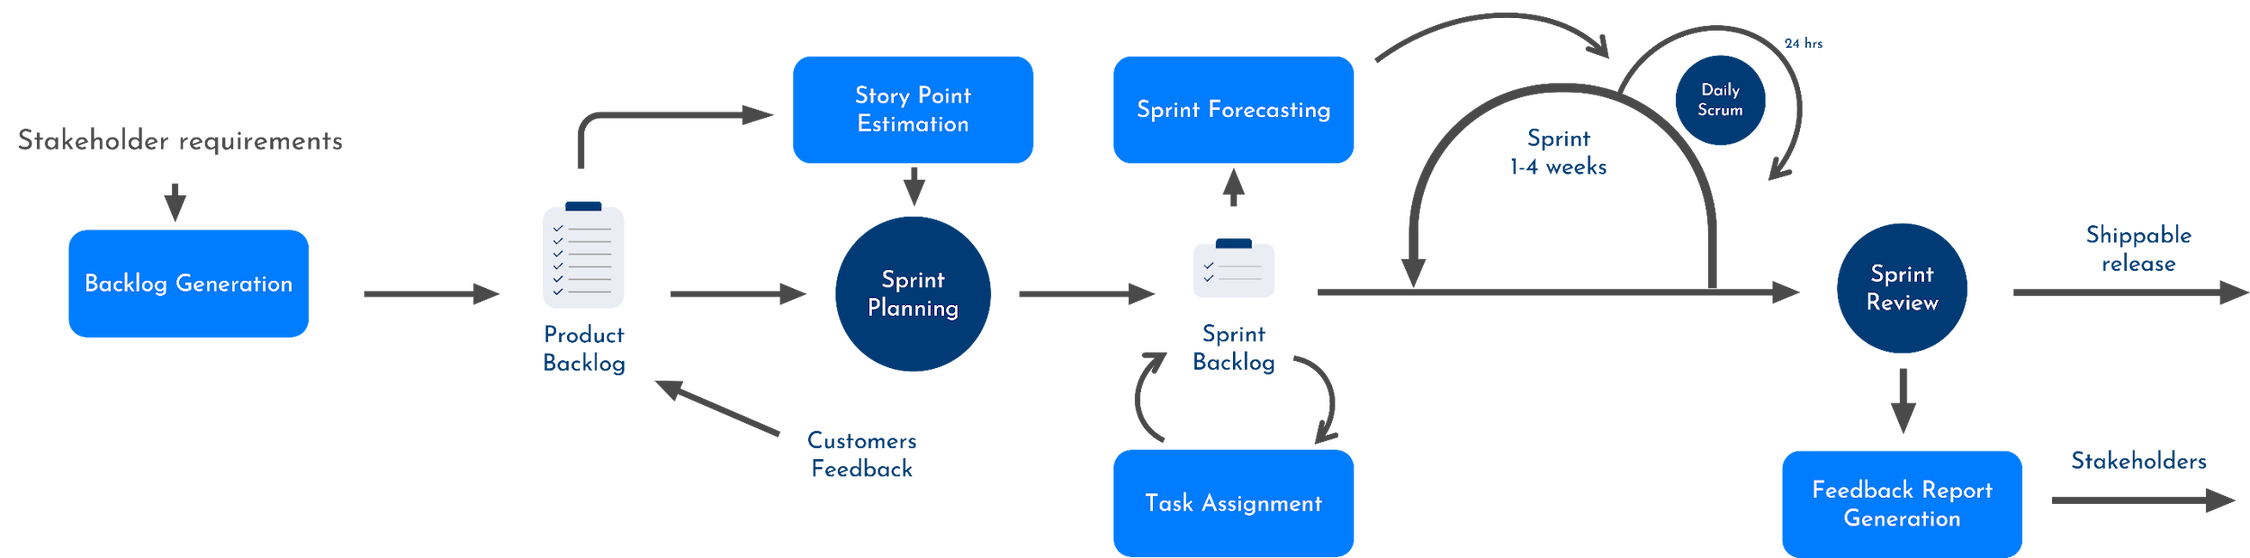 Stakeholder requirements
Backlog Generation
Product
Backlog
Story Point
Estimation
Sprint
Planning
Customers
Feedback
Sprint Forecasting
Sprint
Backlog
Task Assignment
Sprint
1-4 weeks
Daily
Scrum
24 hrs
Sprint
Review
Shippable
release
Feedback Report
Generation
Stakeholders